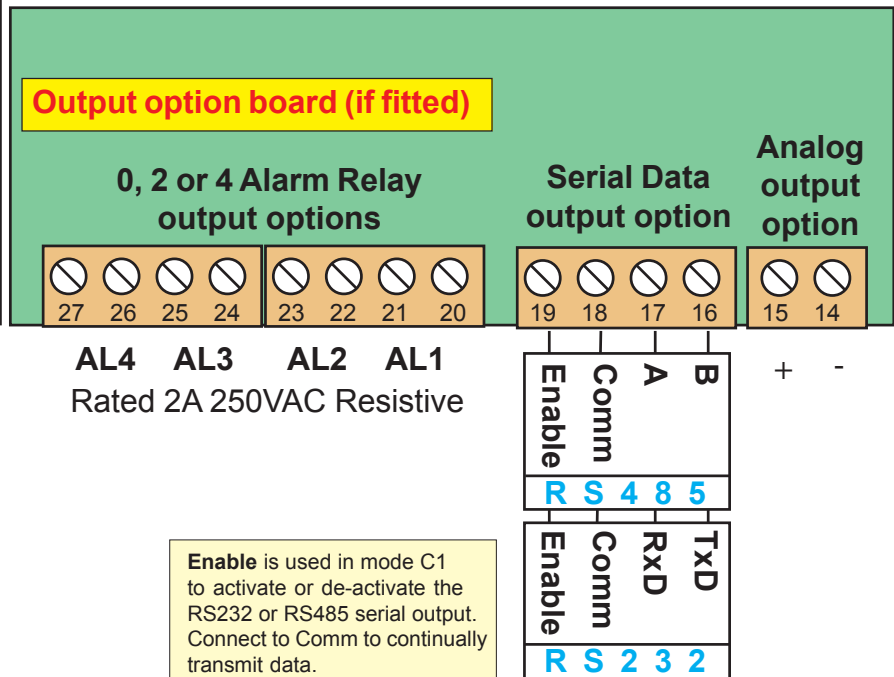 Output option board (if fitted)
0, 2 or 4 Alarm Relay
output options
Serial Data
output option
Analog
output
option
27 26 25 24 23 22 21 20
19 18 17 16
15 14
AL4 AL3 AL2 AL1
Rated 2A 250VAC Resistive
+ -
Enable
Comm
A
B
RS485
Enable
Comm
RxD
TxD
RS232
Enable is used in mode C1
to activate or de-activate the
RS232 or RS485 serial output.
Connect to Comm to continually
transmit data.